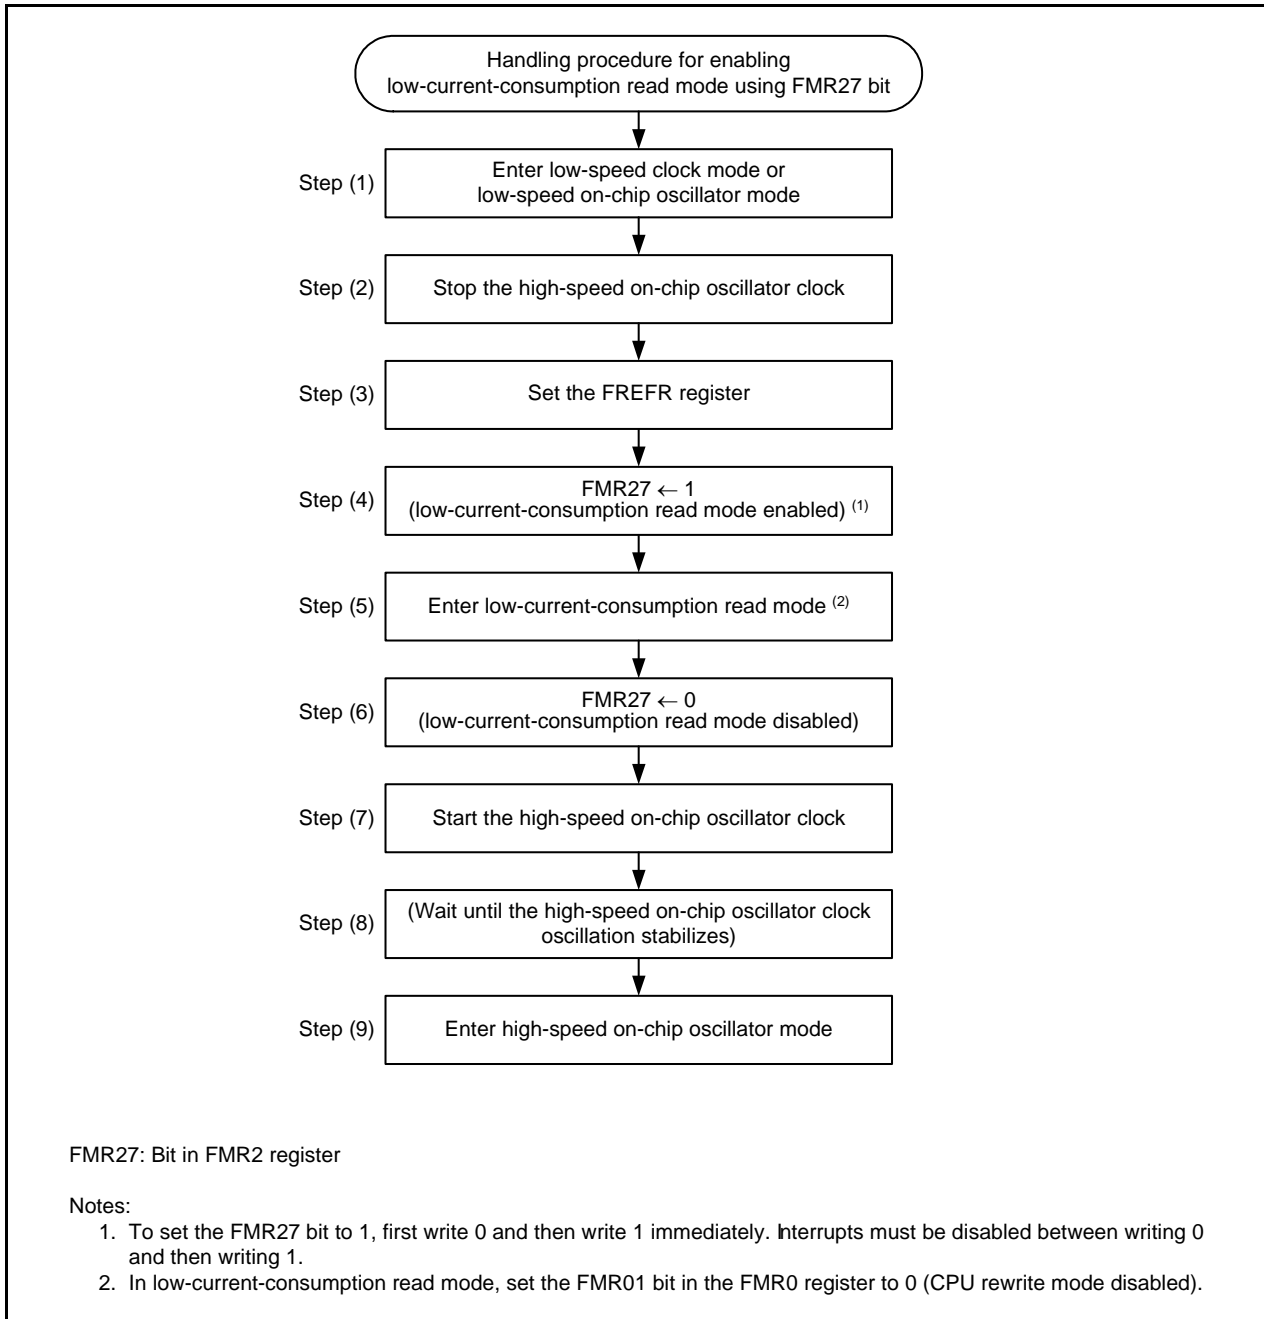 Handling procedure for enabling
low-current-consumption read mode using FMR27 bit
Step (1)
Enter low-speed clock mode or
low-speed on-chip oscillator mode
Step (2)
Stop the high-speed on-chip oscillator clock
Step (3)
Set the FREFR register
Step (4)
FMR27 ← 1
(low-current-consumption read mode enabled) (1)
Step (5)
Enter low-current-consumption read mode (2)
Step (6)
FMR27 ← 0
(low-current-consumption read mode disabled)
Step (7)
Start the high-speed on-chip oscillator clock
Step (8)
(Wait until the high-speed on-chip oscillator clock
oscillation stabilizes)
Step (9)
Enter high-speed on-chip oscillator mode
FMR27: Bit in FMR2 register
Notes:
1. To set the FMR27 bit to 1, first write 0 and then write 1 immediately. Interrupts must be disabled between writing 0
and then writing 1.
2. In low-current-consumption read mode, set the FMR01 bit in the FMR0 register to 0 (CPU rewrite mode disabled).